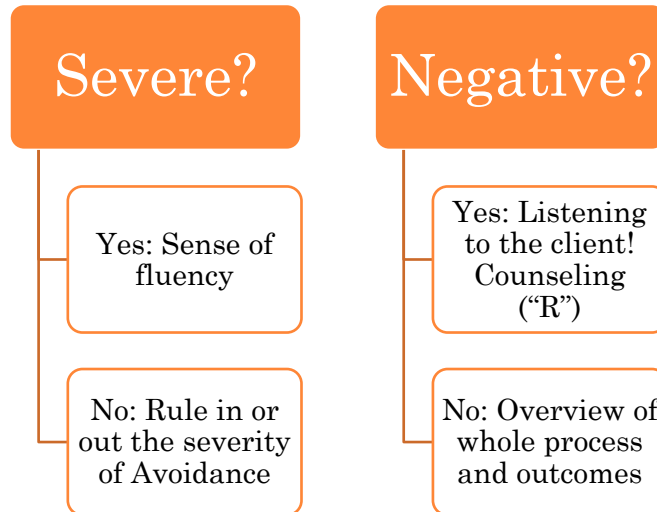 Severe?
Yes: Sense of
fluency
No: Rule in or
out the severity
of Avoidance
Negative?
Yes: Listening
to the client!
Counseling
(“R”)
No: Overview of
whole process
and outcomes